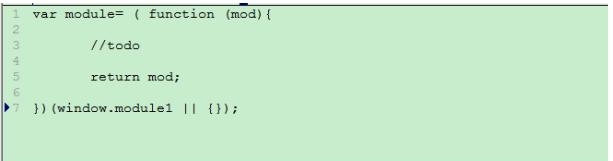 1 var module= ( function (mod){
2
3 //todo
4
5 return mod;
6
7 })(window.module1 || {});